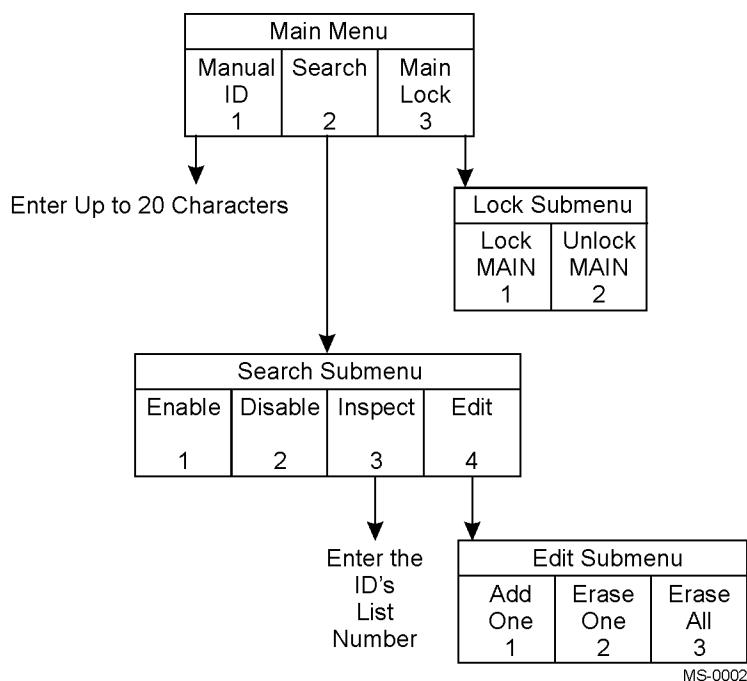 Main Menu
Manual ID 1
Search 2
Main Lock 3
Enter Up to 20 Characters
Lock Submenu
Lock MAIN 1
Unlock MAIN 2
Search Submenu
Enable 1
Disable 2
Inspect 3
Edit 4
Enter the
ID's
List
Number
Edit Submenu
Add One 1
Erase One 2
Erase All 3
MS-0002